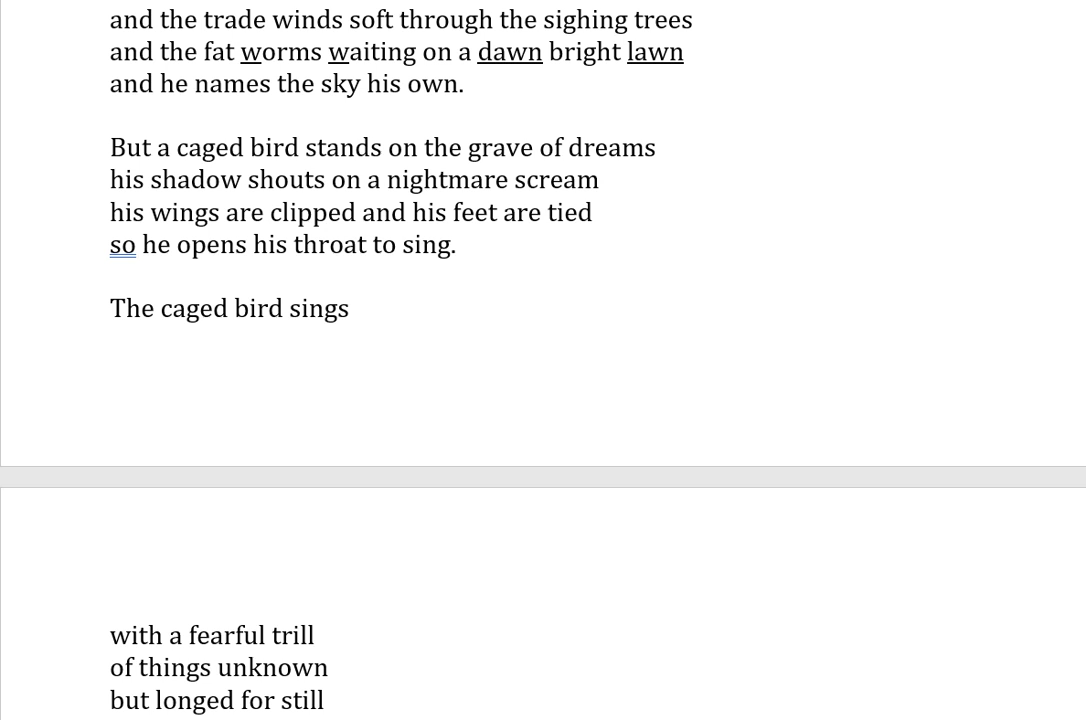 and the trade winds soft through the sighing trees
and the fat worms waiting on a dawn bright lawn
and he names the sky his own.
But a caged bird stands on the grave of dreams
his shadow shouts on a nightmare scream
his wings are clipped and his feet are tied
so he opens his throat to sing.
The caged bird sings
with a fearful trill
of things unknown
but longed for still